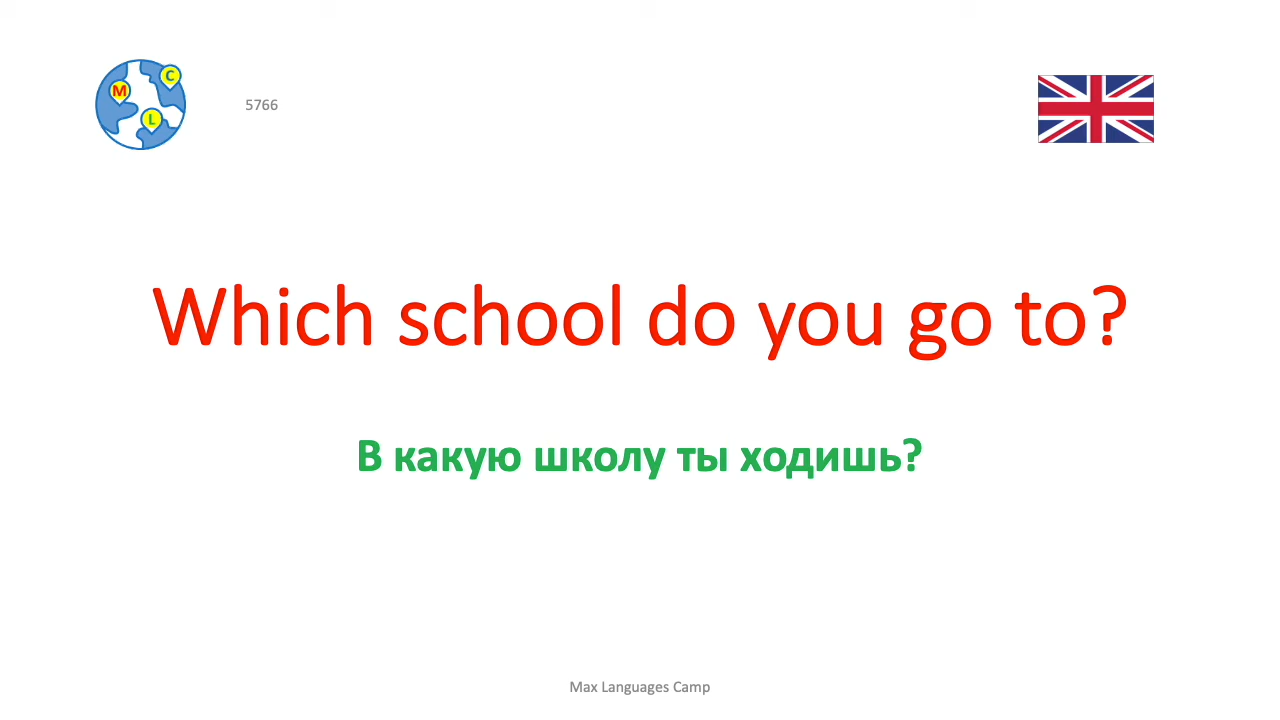 M
C
L
5766
Which school do you go to?
В какую школу ты ходишь?
Max Languages Camp